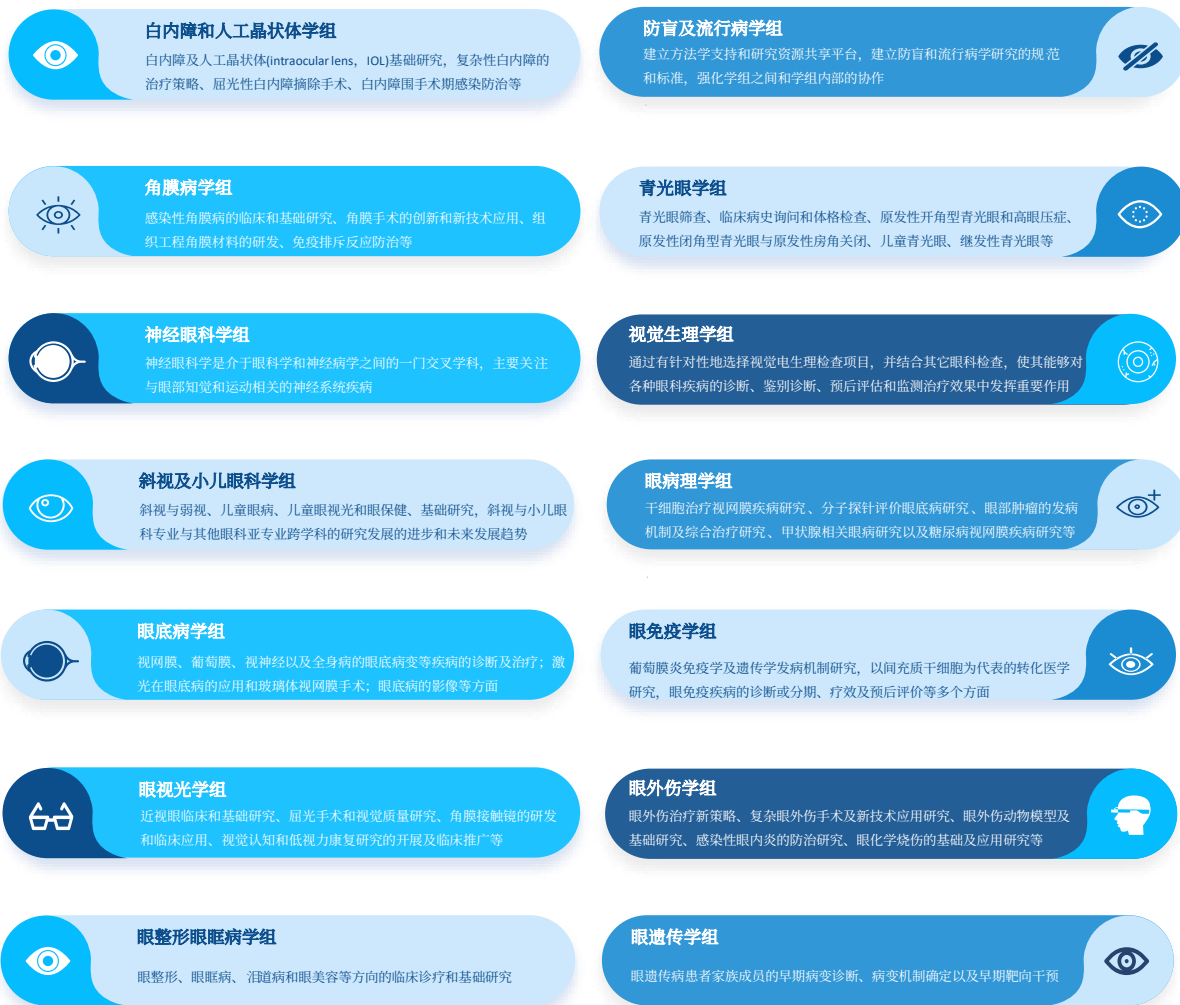 白内障和人工晶状体学组
白内障及人工晶状体(intraocular lens，IOL)基础研究，复杂性白内障的
治疗策略、屈光性白内障摘除手术、白内障围手术期感染防治等
防盲及流行病学组
建立方法学支持和研究资源共享平台，建立防盲和流行病学研究的规范
和标准，强化学组之间和学组内部的协作
角膜病学组
感染性角膜病的临床和基础研究、角膜手术的创新和新技术应用、组
织工程角膜材料的研发、免疫排斥反应防治等
青光眼学组
青光眼筛查、临床病史询问和体格检查、原发性开角型青光眼和高眼压症、
原发性闭角型青光眼与原发性房角关闭、儿童青光眼、继发性青光眼等
神经眼科学组
神经眼科学是介于眼科学和神经病学之间的一门交叉学科，主要关注
与眼部知觉和运动相关的神经系统疾病
视觉生理学组
通过有针对性地选择视觉电生理检查项目，并结合其它眼科检查，使其能够对
各种眼科疾病的诊断、鉴别诊断、预后评估和监测治疗效果中发挥重要作用
斜视及小儿眼科学组
斜视与弱视、儿童眼病、儿童眼视光和眼保健、基础研究，斜视与小儿眼
科专业与其他眼科亚专业跨学科的研究发展的进步和未来发展趋势
眼病理学组
干细胞治疗视网膜疾病研究、分子探针评价眼底病研究、眼部肿瘤的发病
机制及综合治疗研究、甲状腺相关眼病研究以及糖尿病视网膜疾病研究等
眼底病学组
视网膜、葡萄膜、视神经以及全身病的眼底病变等疾病的诊断及治疗；激
光在眼底病的应用和玻璃体视网膜手术；眼底病的影像等方面
眼免疫学组
葡萄膜炎免疫学及遗传学发病机制研究，以间充质干细胞为代表的转化医学
研究，眼免疫疾病的诊断或分期、疗效及预后评价等多个方面
眼视光学组
近视眼临床和基础研究、屈光手术和视觉质量研究、角膜接触镜的研发
和临床应用、视觉认知和低视力康复研究的开展及临床推广等
眼外伤学组
眼外伤治疗新策略、复杂眼外伤手术及新技术应用研究、眼外伤动物模型及
基础研究、感染性眼内炎的防治研究、眼化学烧伤的基础及应用研究等
眼整形眼眶病学组
眼整形、眼眶病、泪道病和眼美容等方向的临床诊疗和基础研究
眼遗传学组
眼遗传病患者家族成员的早期病变诊断、病变机制确定以及早期靶向干预